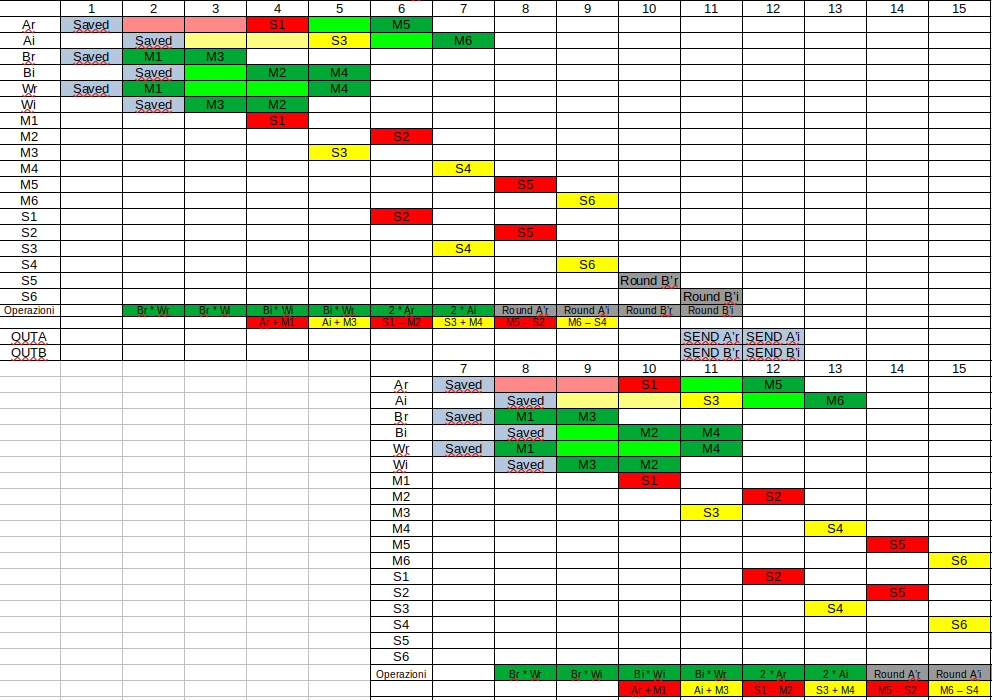 1 2 3 4 5 6 7 8 9 10 11 12 13 14 15
Ar Saved S1 M5
Ai Saved S3 M6
Br Saved M1 M3
Bi Saved M2 M4
Wr Saved M1 M4
Wi Saved M3 M2
M1 S1
M2 S2
M3 S3
M4 S4
M5 S5
M6 S6
S1 S2
S2 S5
S3 S4
S4 S6
S5 Round B'r
S6 Round B'i
Operazioni Br * Wr Br * Wi Bi * Wi Bi * Wr 2 * Ar 2 * Ai Round A'r Round A'i Round B'r Round B'i
Ar + M1 Ai + M3 S1 – M2 S3 + M4 M5 – S2 M6 – S4
OUTA SEND A'r SEND A'i
OUTB SEND B'r SEND B'i
7 8 9 10 11 12 13 14 15
Ar Saved S1 M5
Ai Saved S3 M6
Br Saved M1 M3
Bi Saved M2 M4
Wr Saved M1 M4
Wi Saved M3 M2
M1 S1
M2 S2
M3 S3
M4 S4
M5 S5
M6 S6
S1 S2
S2 S5
S3 S4
S4 S6
S5
S6
Operazioni Br * Wr Br * Wi Bi * Wi Bi * Wr 2 * Ar 2 * Ai Round A'r Round A'i
Ar + M1 Ai + M3 S1 – M2 S3 + M4 M5 – S2 M6 – S4